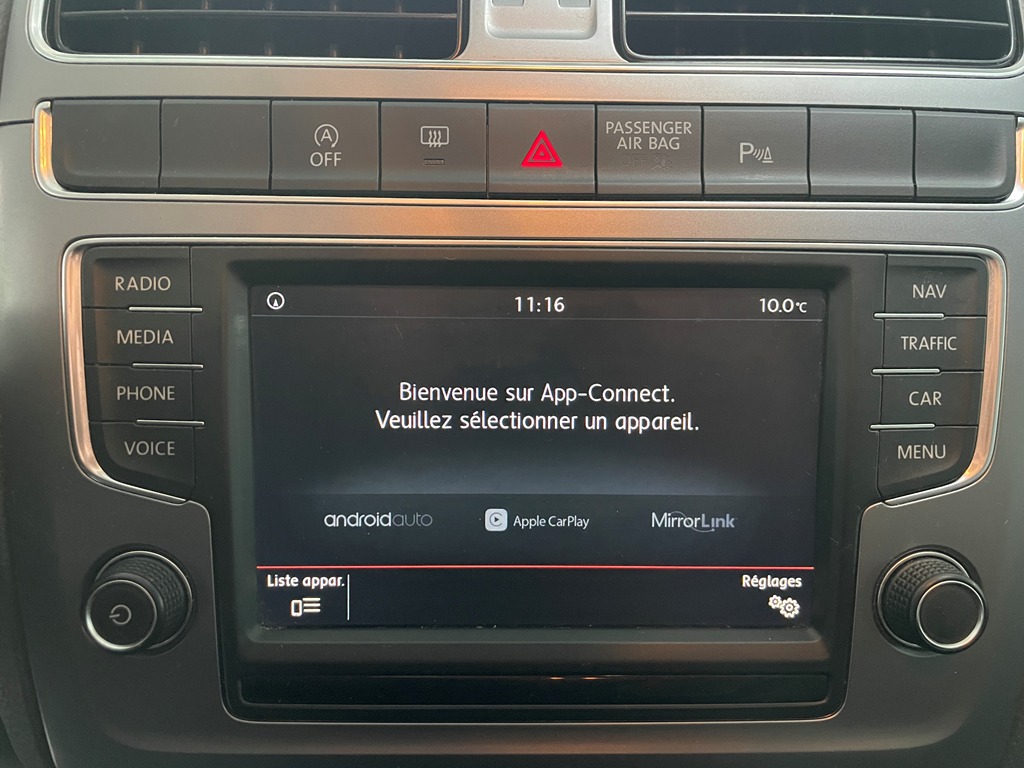 A
OFF
PASSENGER
AIR BAG
P
RADIO
MEDIA
PHONE
VOICE
11:16
10.0°C
Bienvenue sur App-Connect.
Veuillez sélectionner un appareil.
androidauto
Apple CarPlay
MirrorLink
Liste appar.
Réglages
NAV
TRAFFIC
CAR
MENU